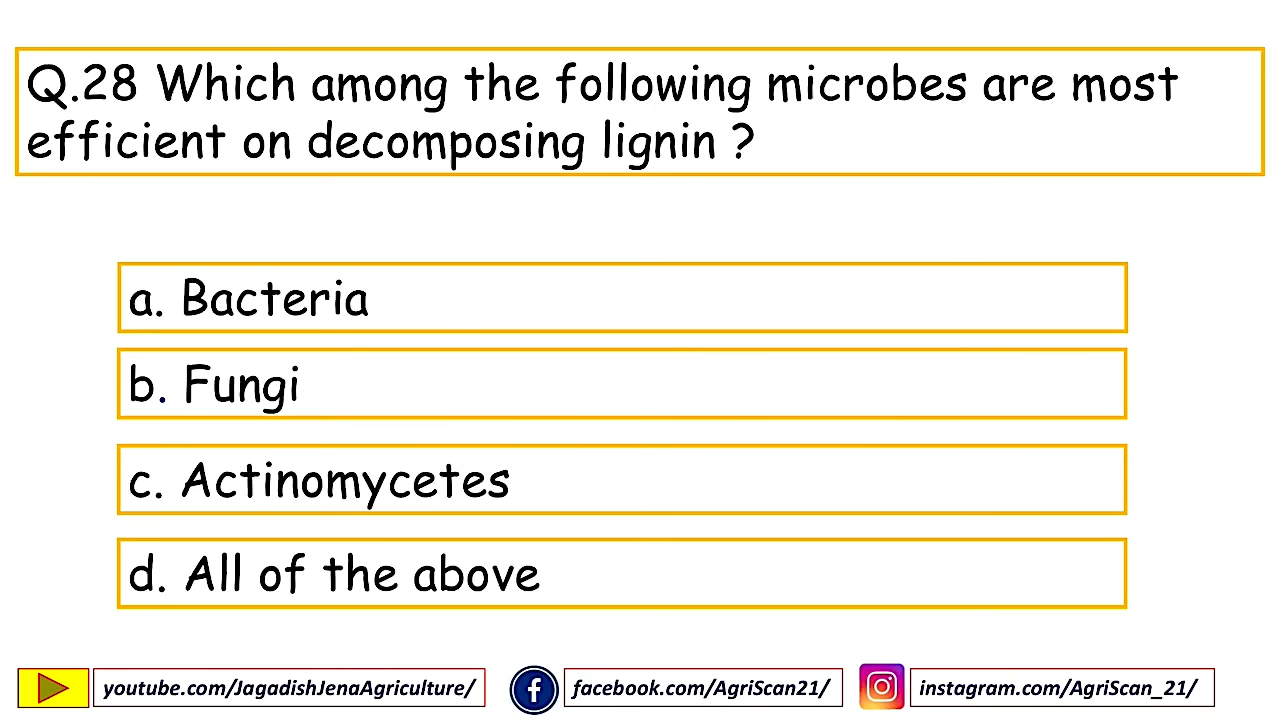 Q.28 Which among the following microbes are most
efficient on decomposing lignin ?
a. Bacteria
b. Fungi
c. Actinomycetes
d. All of the above
youtube.com/JagadishJenaAgriculture/
facebook.com/AgriScan21/
instagram.com/AgriScan_21/